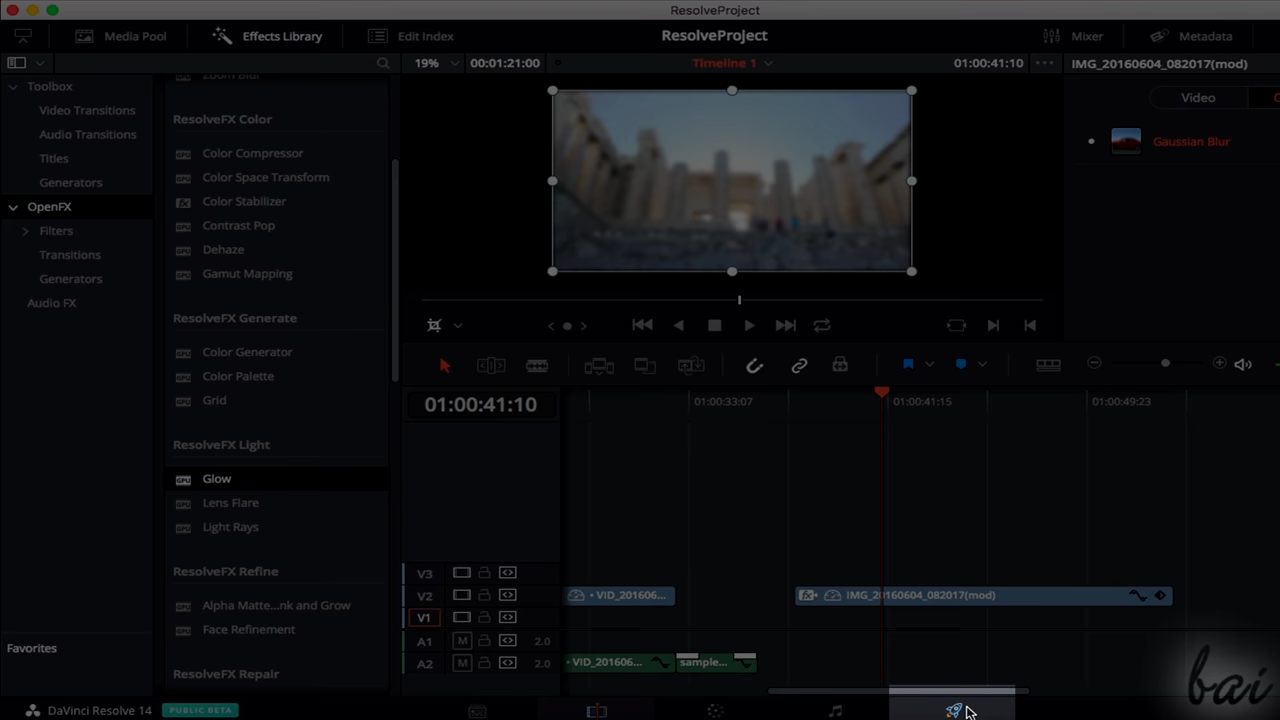 ResolveProject
Media Pool
Effects Library
Edit Index
ResolveProject
Mixer
Metadata
19%
00:01:21:00
Timeline 1
01:00:41:10
IMG_20160604_082017(mod)
Toolbox
Video Transitions
Audio Transitions
Titles
Generators
OpenFX
Filters
Transitions
Generators
Audio FX
Favorites
Zoom Blur
ResolveFX Color
Color Compressor
Color Space Transform
Color Stabilizer
Contrast Pop
Dehaze
Gamut Mapping
ResolveFX Generate
Color Generator
Color Palette
Grid
ResolveFX Light
Glow
Lens Flare
Light Rays
ResolveFX Refine
Alpha Matte...nk and Grow
Face Refinement
ResolveFX Repair
Video
Gaussian Blur
01:00:41:10
01:00:33:07
01:00:41:15
01:00:49:23
V3
V2
VID_201606...
IMG_20160604_082017(mod)
V1
A1 M 2.0
A2 M 2.0
VID_201606...
sample...
DaVinci Resolve 14
PUBLIC BETA
bai